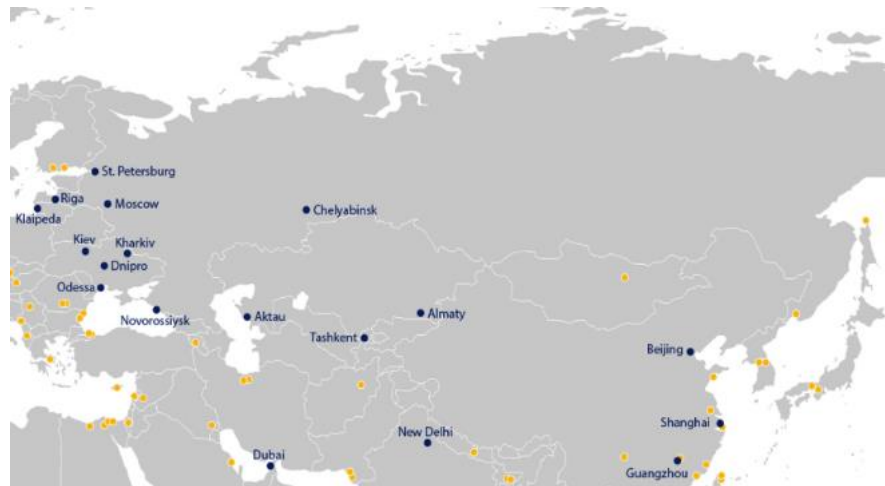 St. Petersburg
Riga
Moscow
Chelyabinsk
Klaipeda
Kiev
Kharkiv
Dnipro
Odessa
Novorossiysk
Aktau
Almaty
Tashkent
Beijing
Shanghai
New Delhi
Dubai
Guangzhou